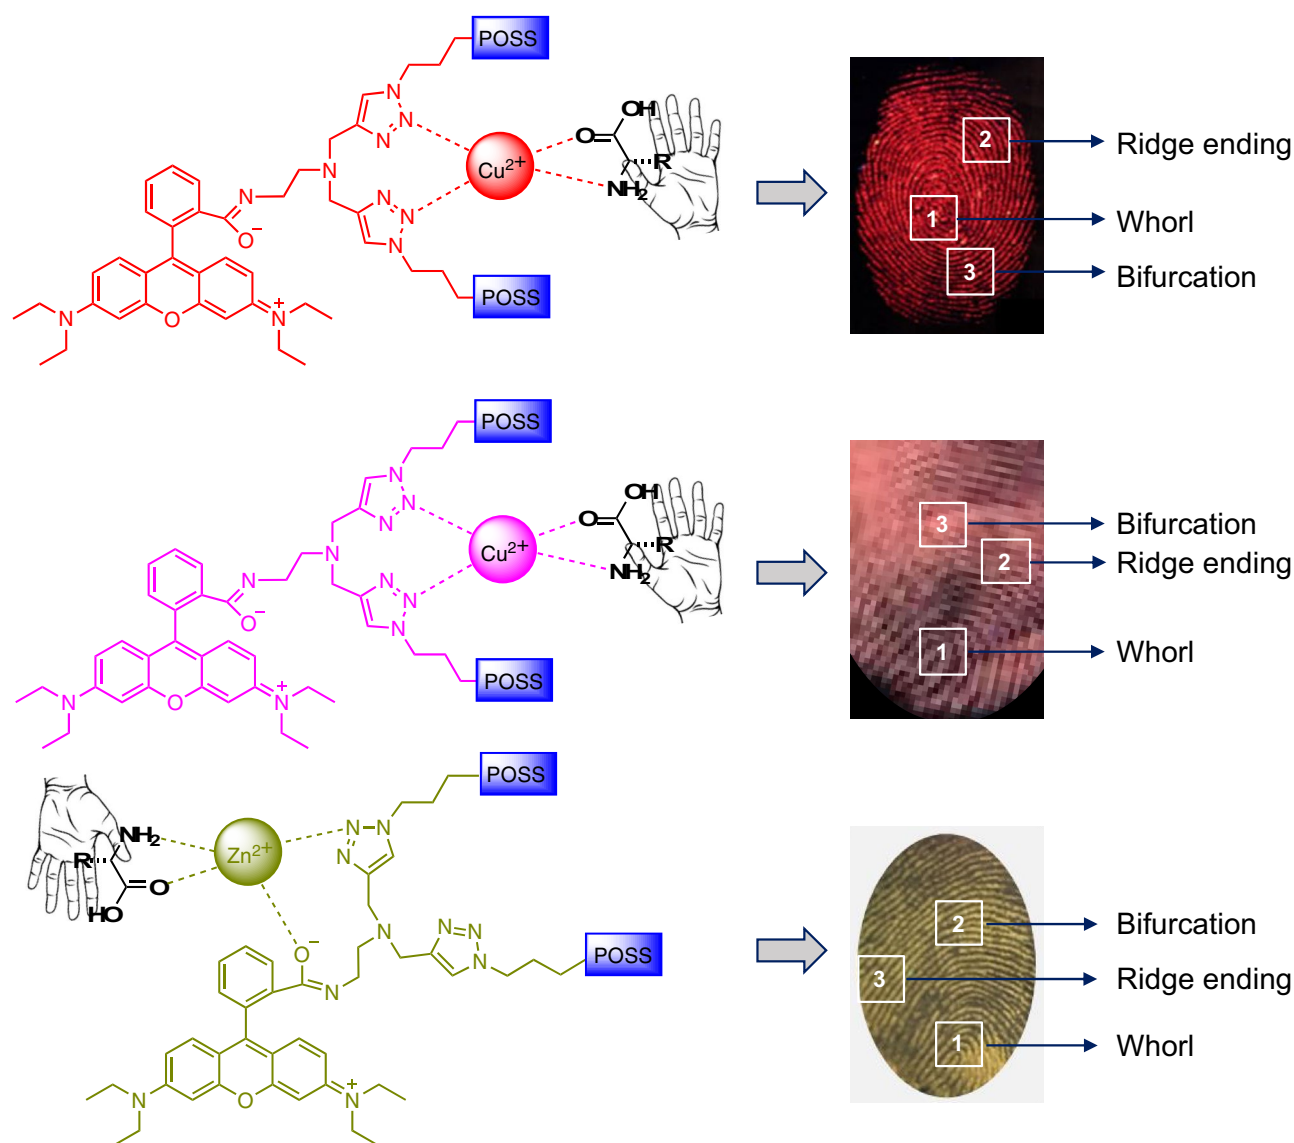 POSS
N
N
N
OH
O
R
NH₂
Cu²⁺
N
N
O⁻
N
N
N
POSS
N
O
N⁺
2
Ridge ending
1
Whorl
3
Bifurcation
POSS
N
N
N
OH
O
R
NH₂
Cu²⁺
N
N
O⁻
N
N
N
POSS
N
O
N⁺
3
Bifurcation
2
Ridge ending
1
Whorl
POSS
NH₂
R
O
HO
Zn²⁺
N
N
N
N
N
N
N
O⁻
N
POSS
N
O
N⁺
2
Bifurcation
3
Ridge ending
1
Whorl